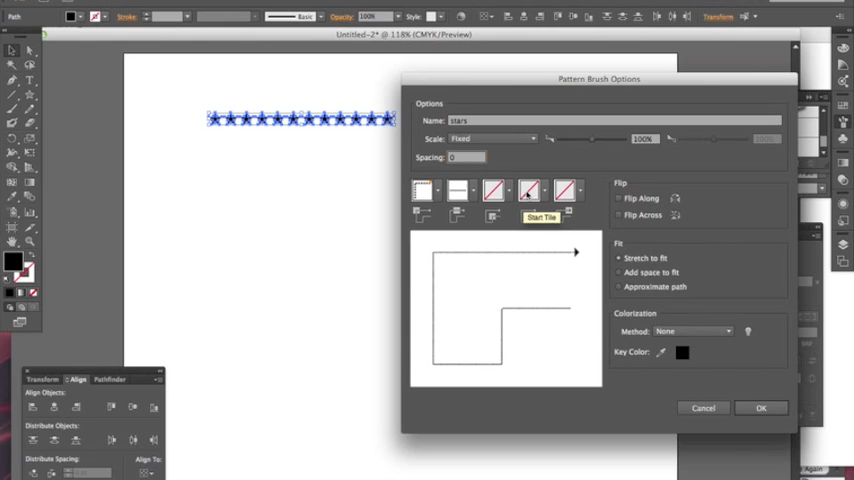 Path
Stroke:
Basic
Opacity:
100%
Style:
Transform
Untitled-2* @ 118% (CMYK/Preview)
Pattern Brush Options
Options
Name: stars
Scale: Fixed
100%
100%
Spacing: 0
Start Tile
Flip
Flip Along
Flip Across
Fit
Stretch to fit
Add space to fit
Approximate path
Colorization
Method: None
Key Color:
Cancel
OK
Transform
Align
Pathfinder
Align Objects:
Distribute Objects:
Distribute Spacing:
Align To:
Again